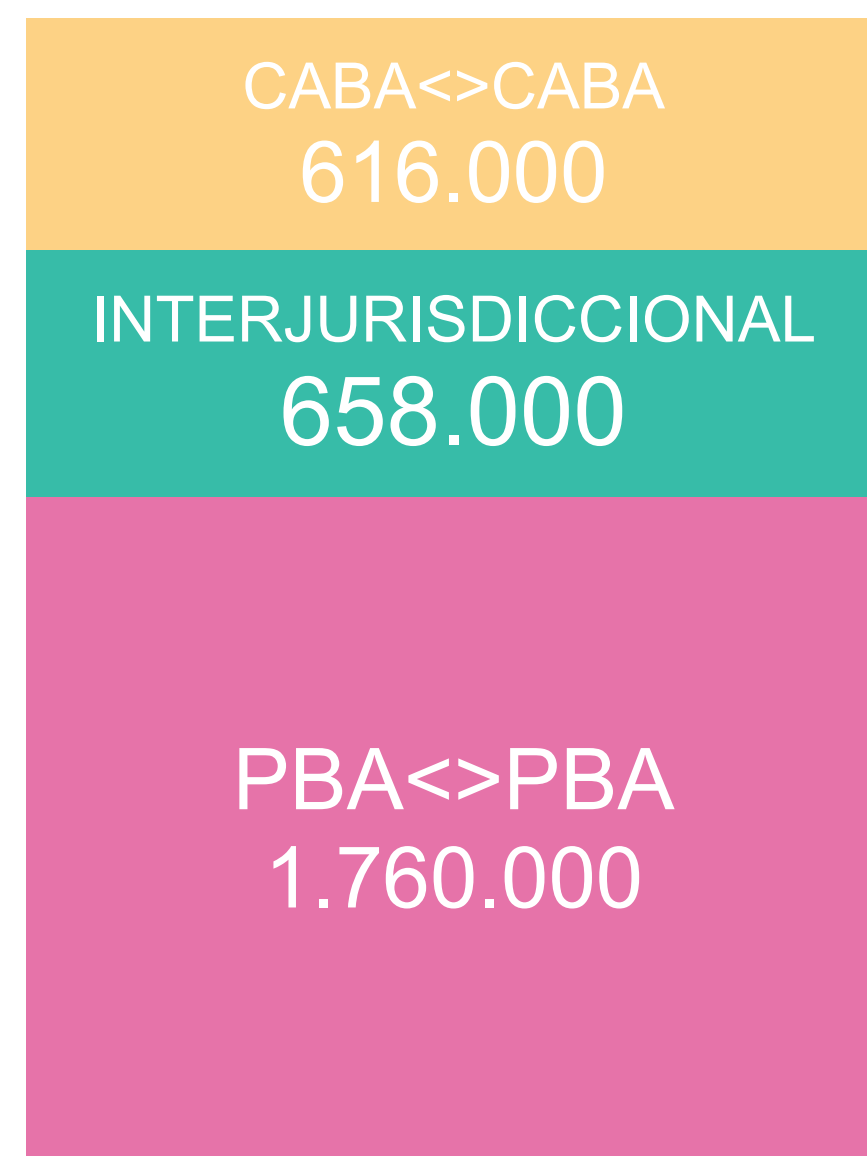 CABA<>CABA
616.000
INTERJURISDICCIONAL
658.000
PBA<>PBA
1.760.000